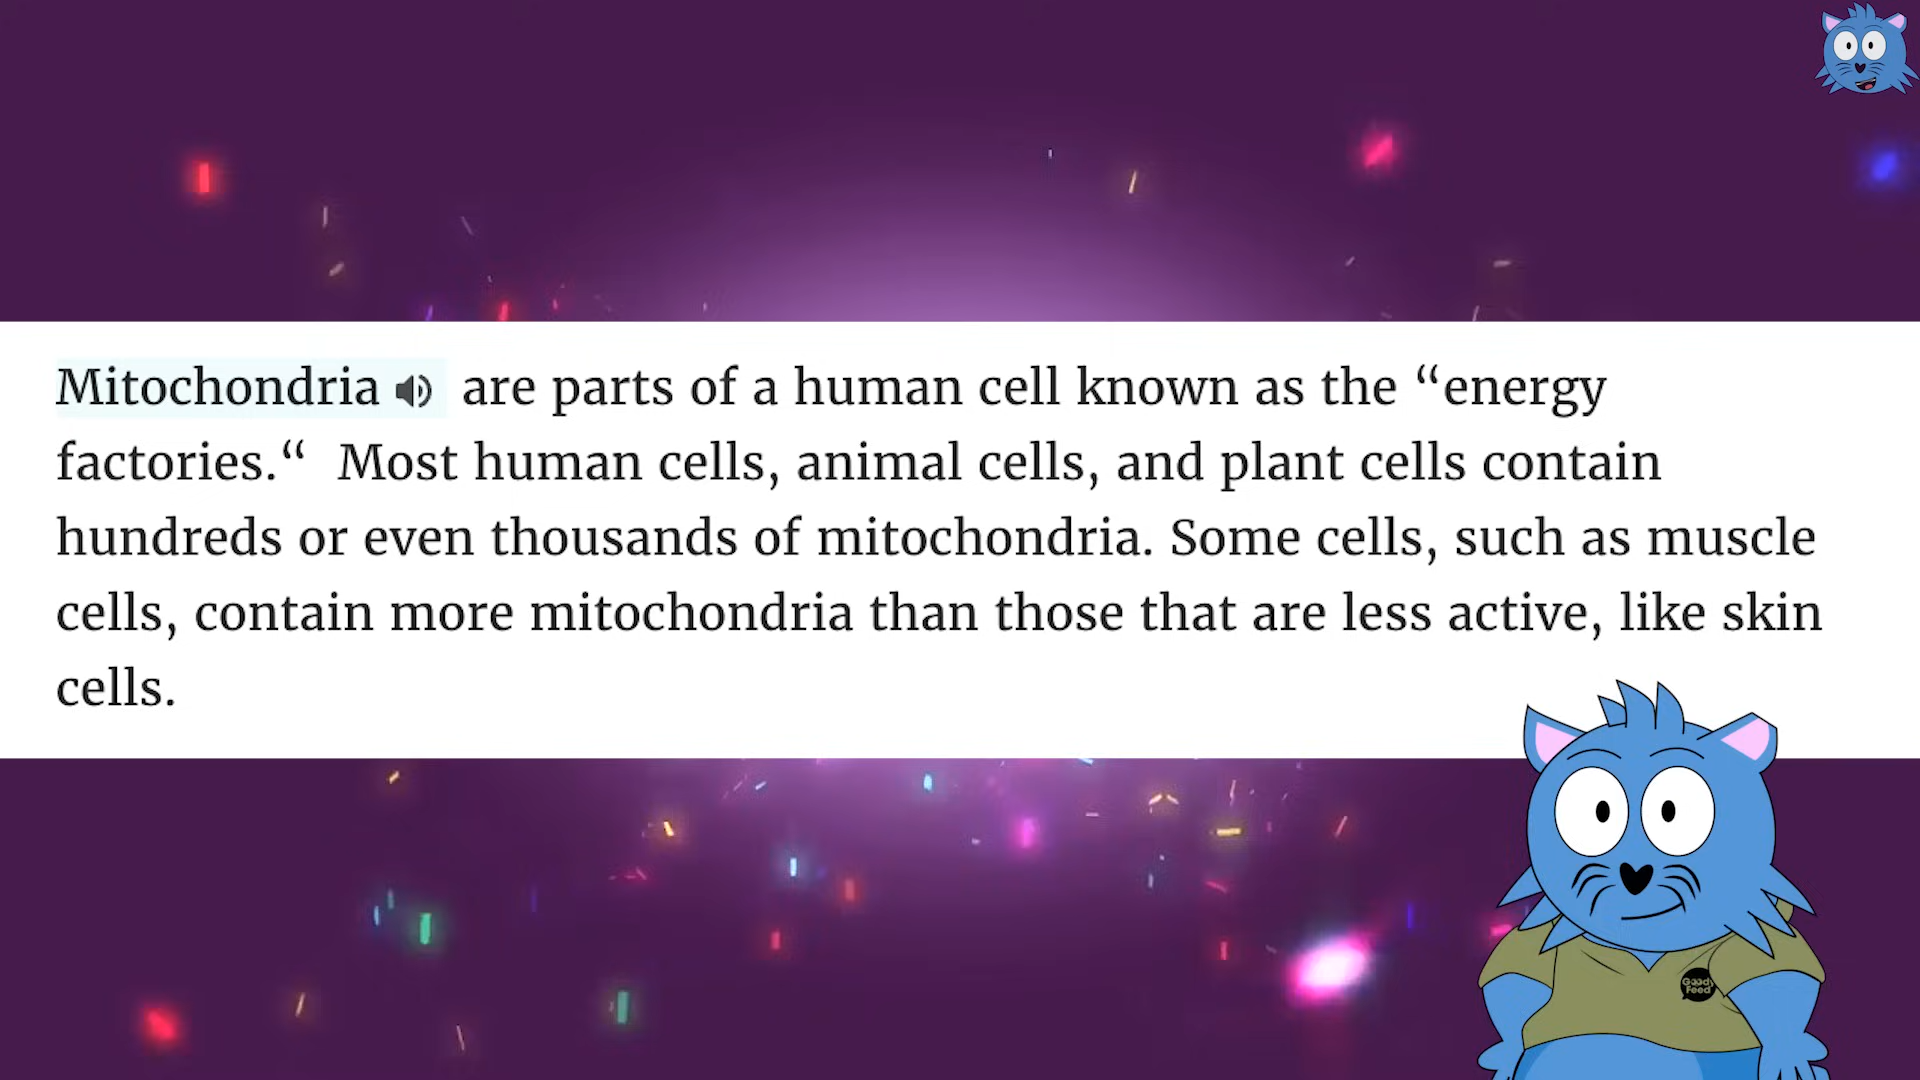 Mitochondria are parts of a human cell known as the “energy
factories.“ Most human cells, animal cells, and plant cells contain
hundreds or even thousands of mitochondria. Some cells, such as muscle
cells, contain more mitochondria than those that are less active, like skin
cells.
Goody
Feed